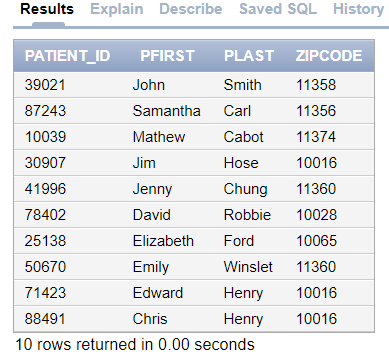 Results Explain Describe Saved SQL History
PATIENT_ID PFIRST PLAST ZIPCODE
39021 John Smith 11358
87243 Samantha Carl 11356
10039 Mathew Cabot 11374
30907 Jim Hose 10016
41996 Jenny Chung 11360
78402 David Robbie 10028
25138 Elizabeth Ford 10065
50670 Emily Winslet 11360
71423 Edward Henry 10016
88491 Chris Henry 10016
10 rows returned in 0.00 seconds